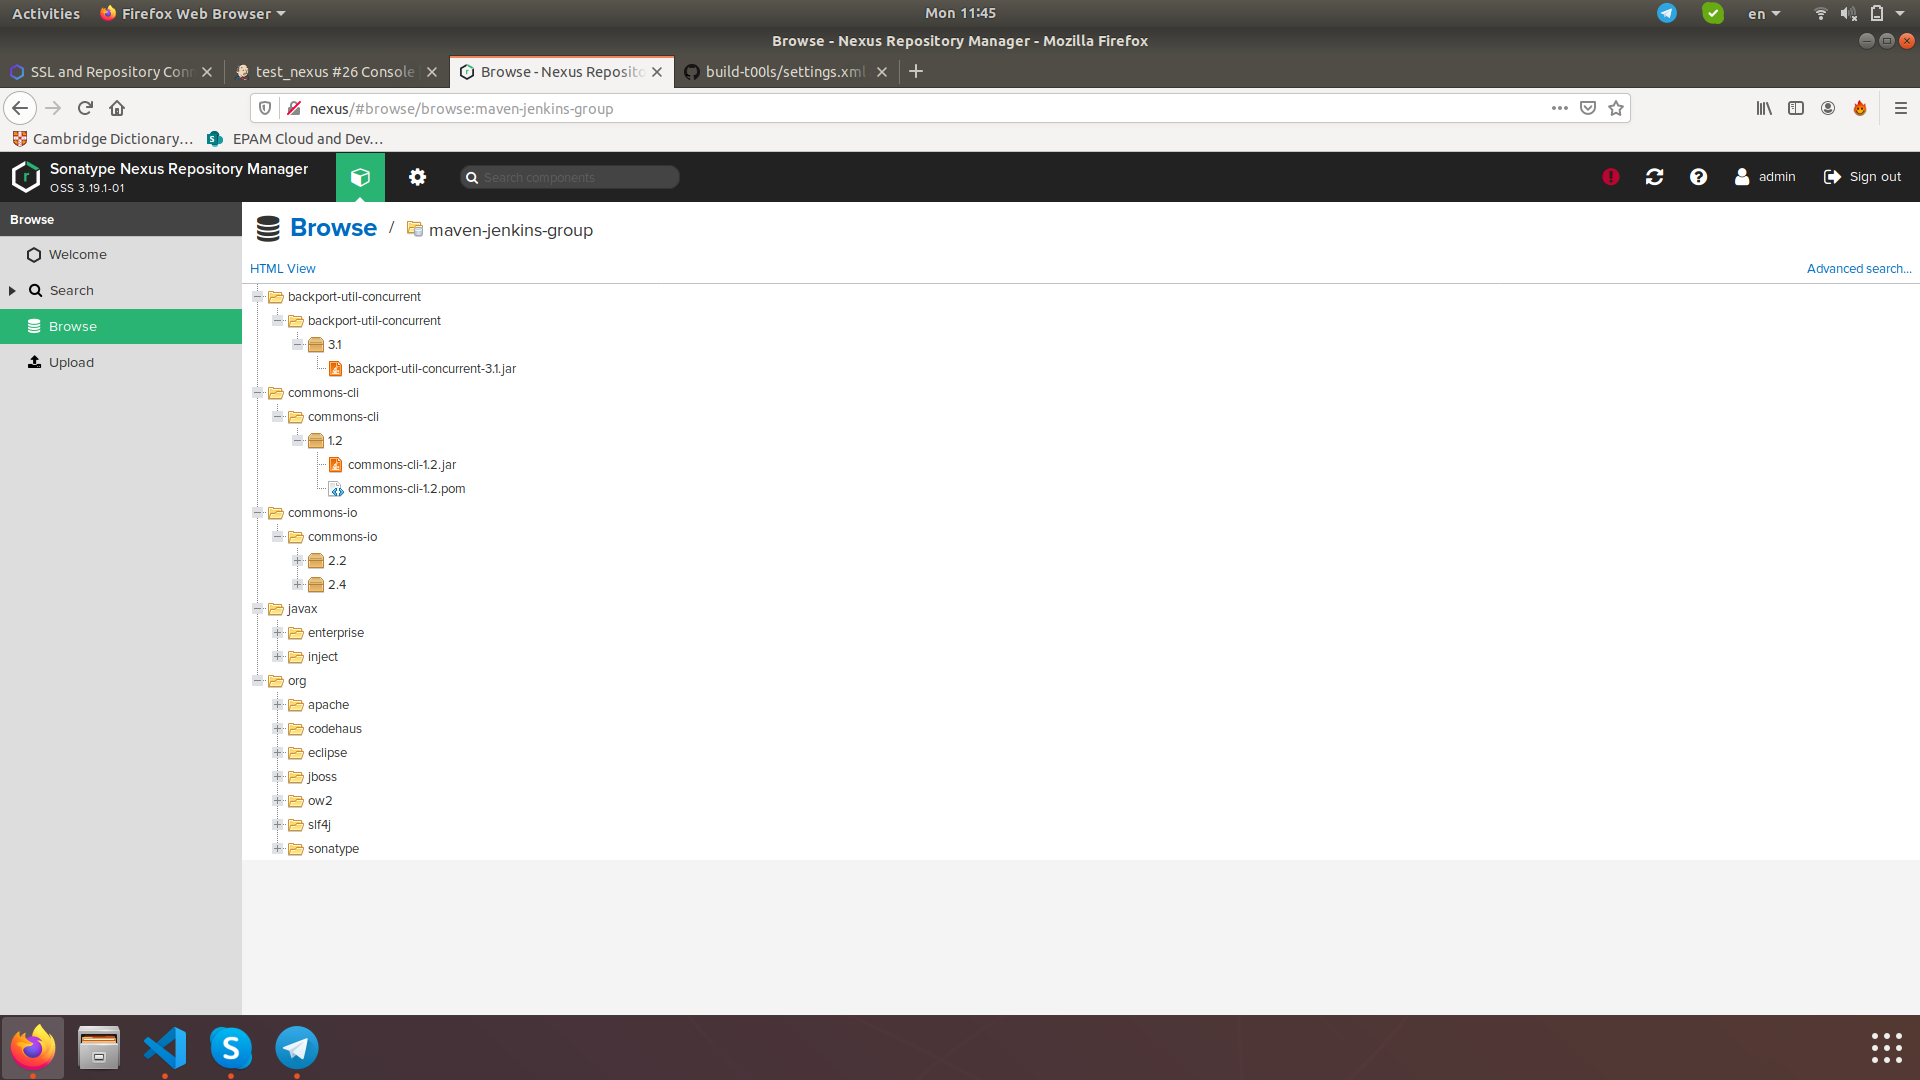 Activities Firefox Web Browser Mon 11:45 en
Browse - Nexus Repository Manager - Mozilla Firefox
SSL and Repository Con test_nexus #26 Console Browse - Nexus Reposito build-t00ls/settings.xml
nexus/#browse/browse:maven-jenkins-group
Cambridge Dictionary... EPAM Cloud and Dev...
Sonatype Nexus Repository Manager
OSS 3.19.1-01
Search components
admin Sign out
Browse
Welcome
Search
Browse
Upload
Browse / maven-jenkins-group
HTML View Advanced search...
backport-util-concurrent
backport-util-concurrent
3.1
backport-util-concurrent-3.1.jar
commons-cli
commons-cli
1.2
commons-cli-1.2.jar
commons-cli-1.2.pom
commons-io
commons-io
2.2
2.4
javax
enterprise
inject
org
apache
codehaus
eclipse
jboss
ow2
slf4j
sonatype